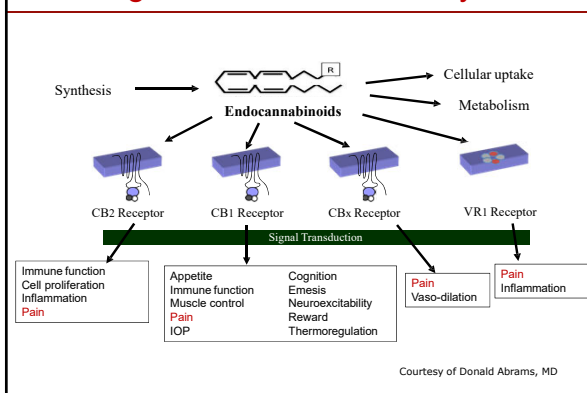 R
Synthesis
Cellular uptake
Metabolism
Endocannabinoids
CB2 Receptor
CB1 Receptor
CBx Receptor
VR1 Receptor
Signal Transduction
Immune function
Cell proliferation
Inflammation
Pain
Appetite
Immune function
Muscle control
Pain
IOP
Cognition
Emesis
Neuroexcitability
Reward
Thermoregulation
Pain
Vaso-dilation
Pain
Inflammation
Courtesy of Donald Abrams, MD